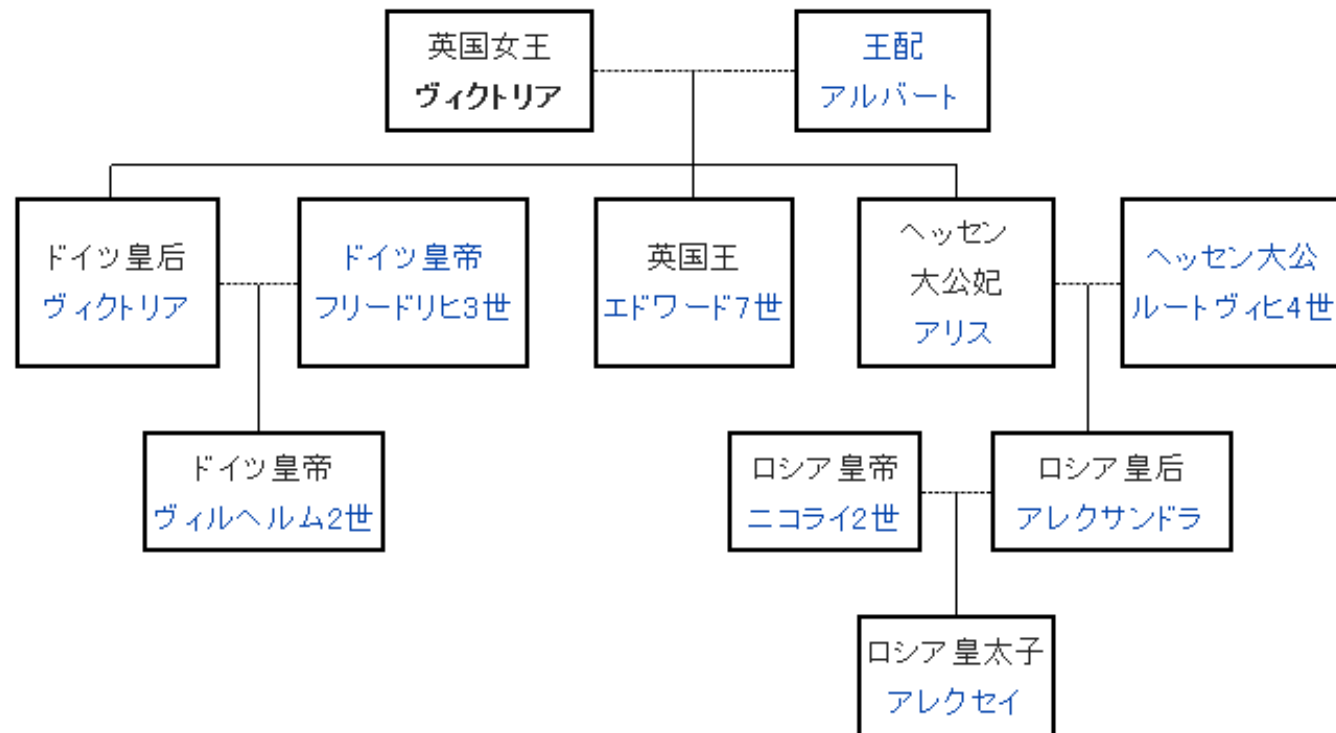 英国女王
ヴィクトリア
王配
アルバート
ドイツ皇后
ヴィクトリア
ドイツ皇帝
フリードリヒ3世
英国王
エドワード7世
ヘッセン
大公妃
アリス
ヘッセン大公
ルートヴィヒ4世
ドイツ皇帝
ヴィルヘルム2世
ロシア皇帝
ニコライ2世
ロシア皇后
アレクサンドラ
ロシア皇太子
アレクセイ